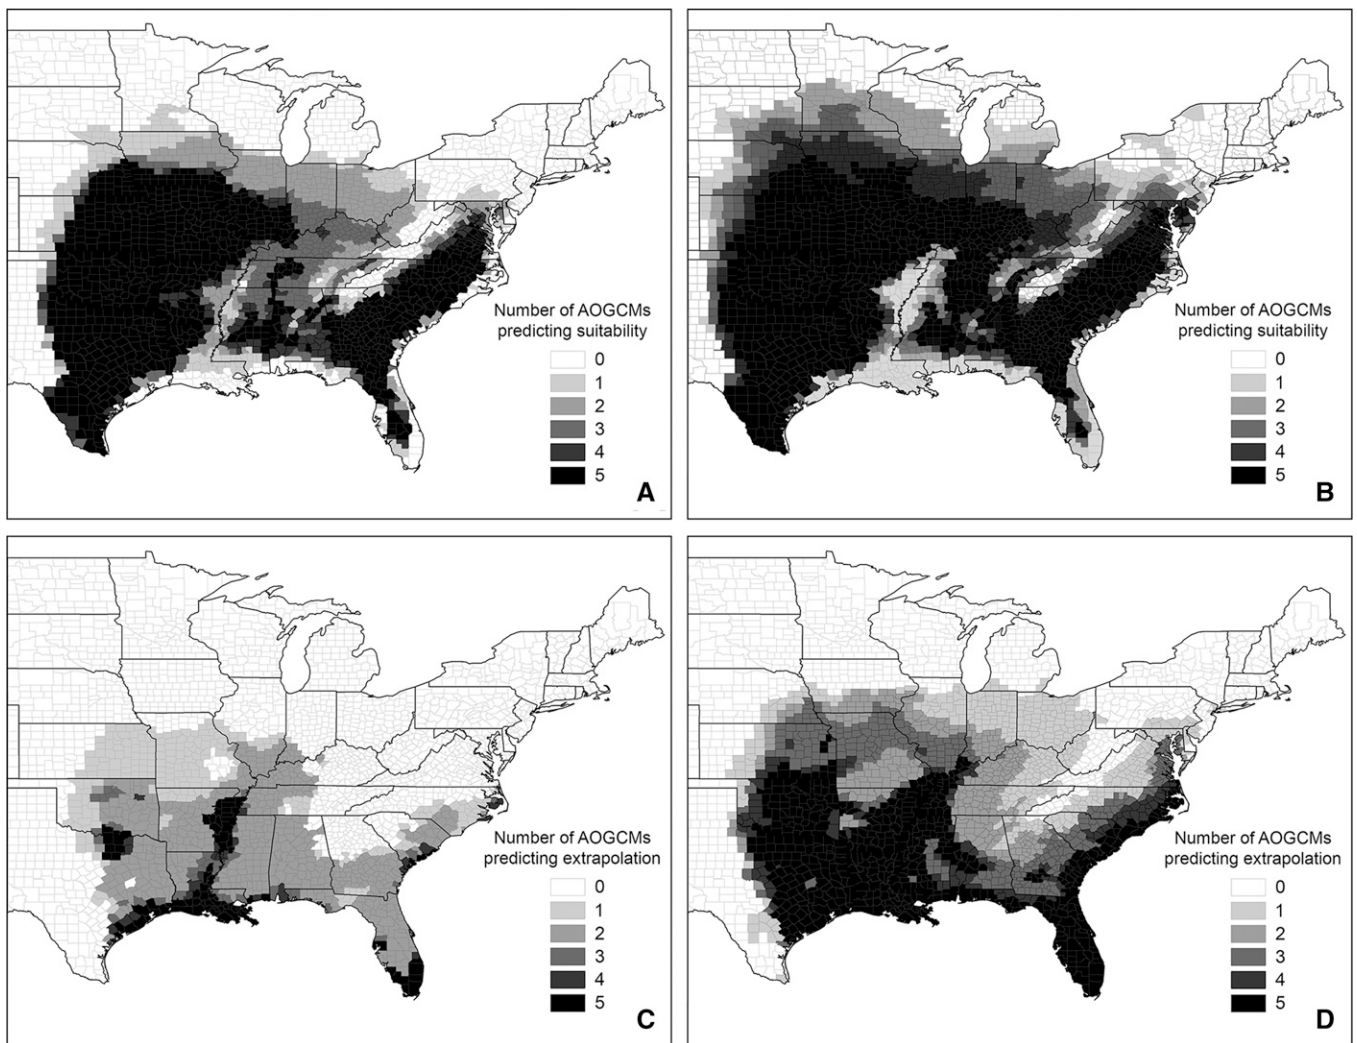 Number of AOGCMs
predicting suitability
0
1
2
3
4
5
A
Number of AOGCMs
predicting suitability
0
1
2
3
4
5
B
Number of AOGCMs
predicting extrapolation
0
1
2
3
4
5
C
Number of AOGCMs
predicting extrapolation
0
1
2
3
4
5
D